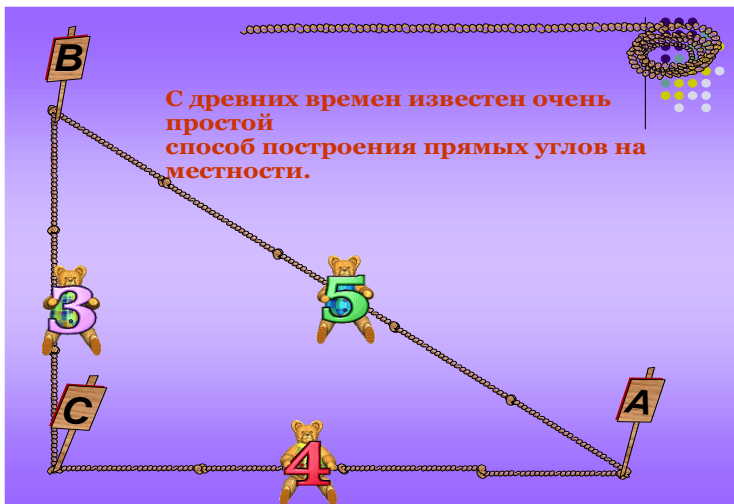 B
С древних времен известен очень
простой
способ построения прямых углов на
местности.
3
5
C
A
4